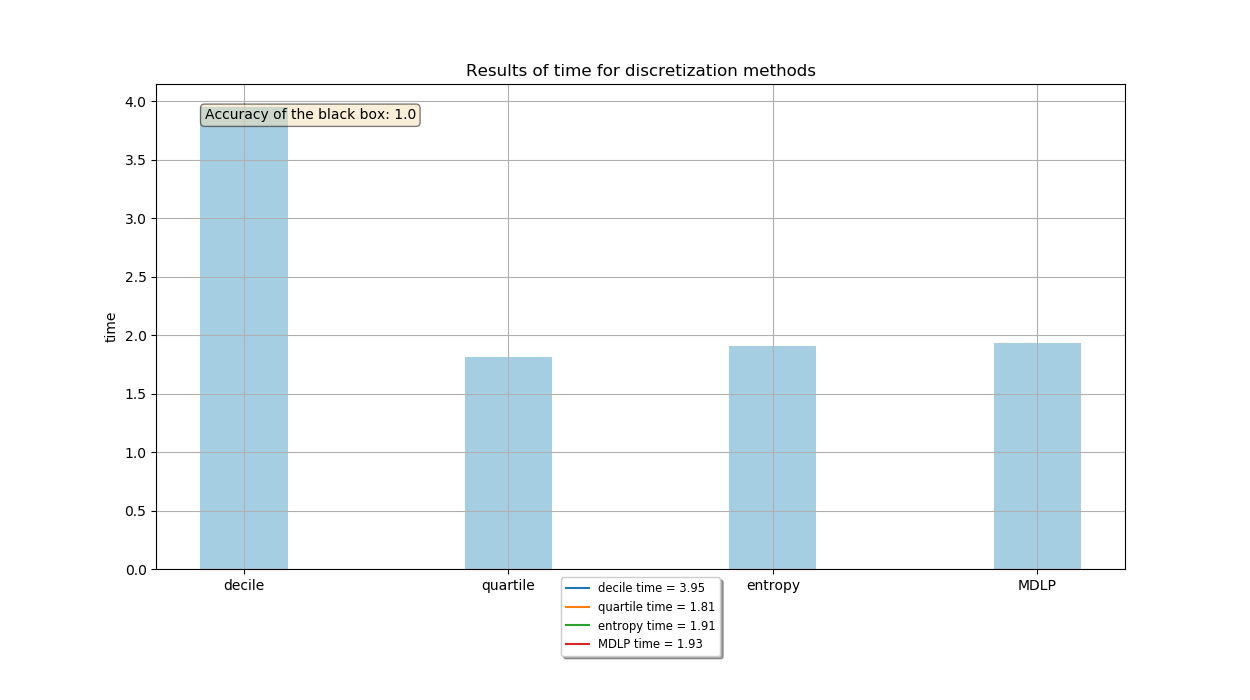 Results of time for discretization methods
4.0
Accuracy of the black box: 1.0
3.5
3.0
2.5
time
2.0
1.5
1.0
0.5
0.0
decile quartile entropy MDLP
decile time = 3.95
quartile time = 1.81
entropy time = 1.91
MDLP time = 1.93